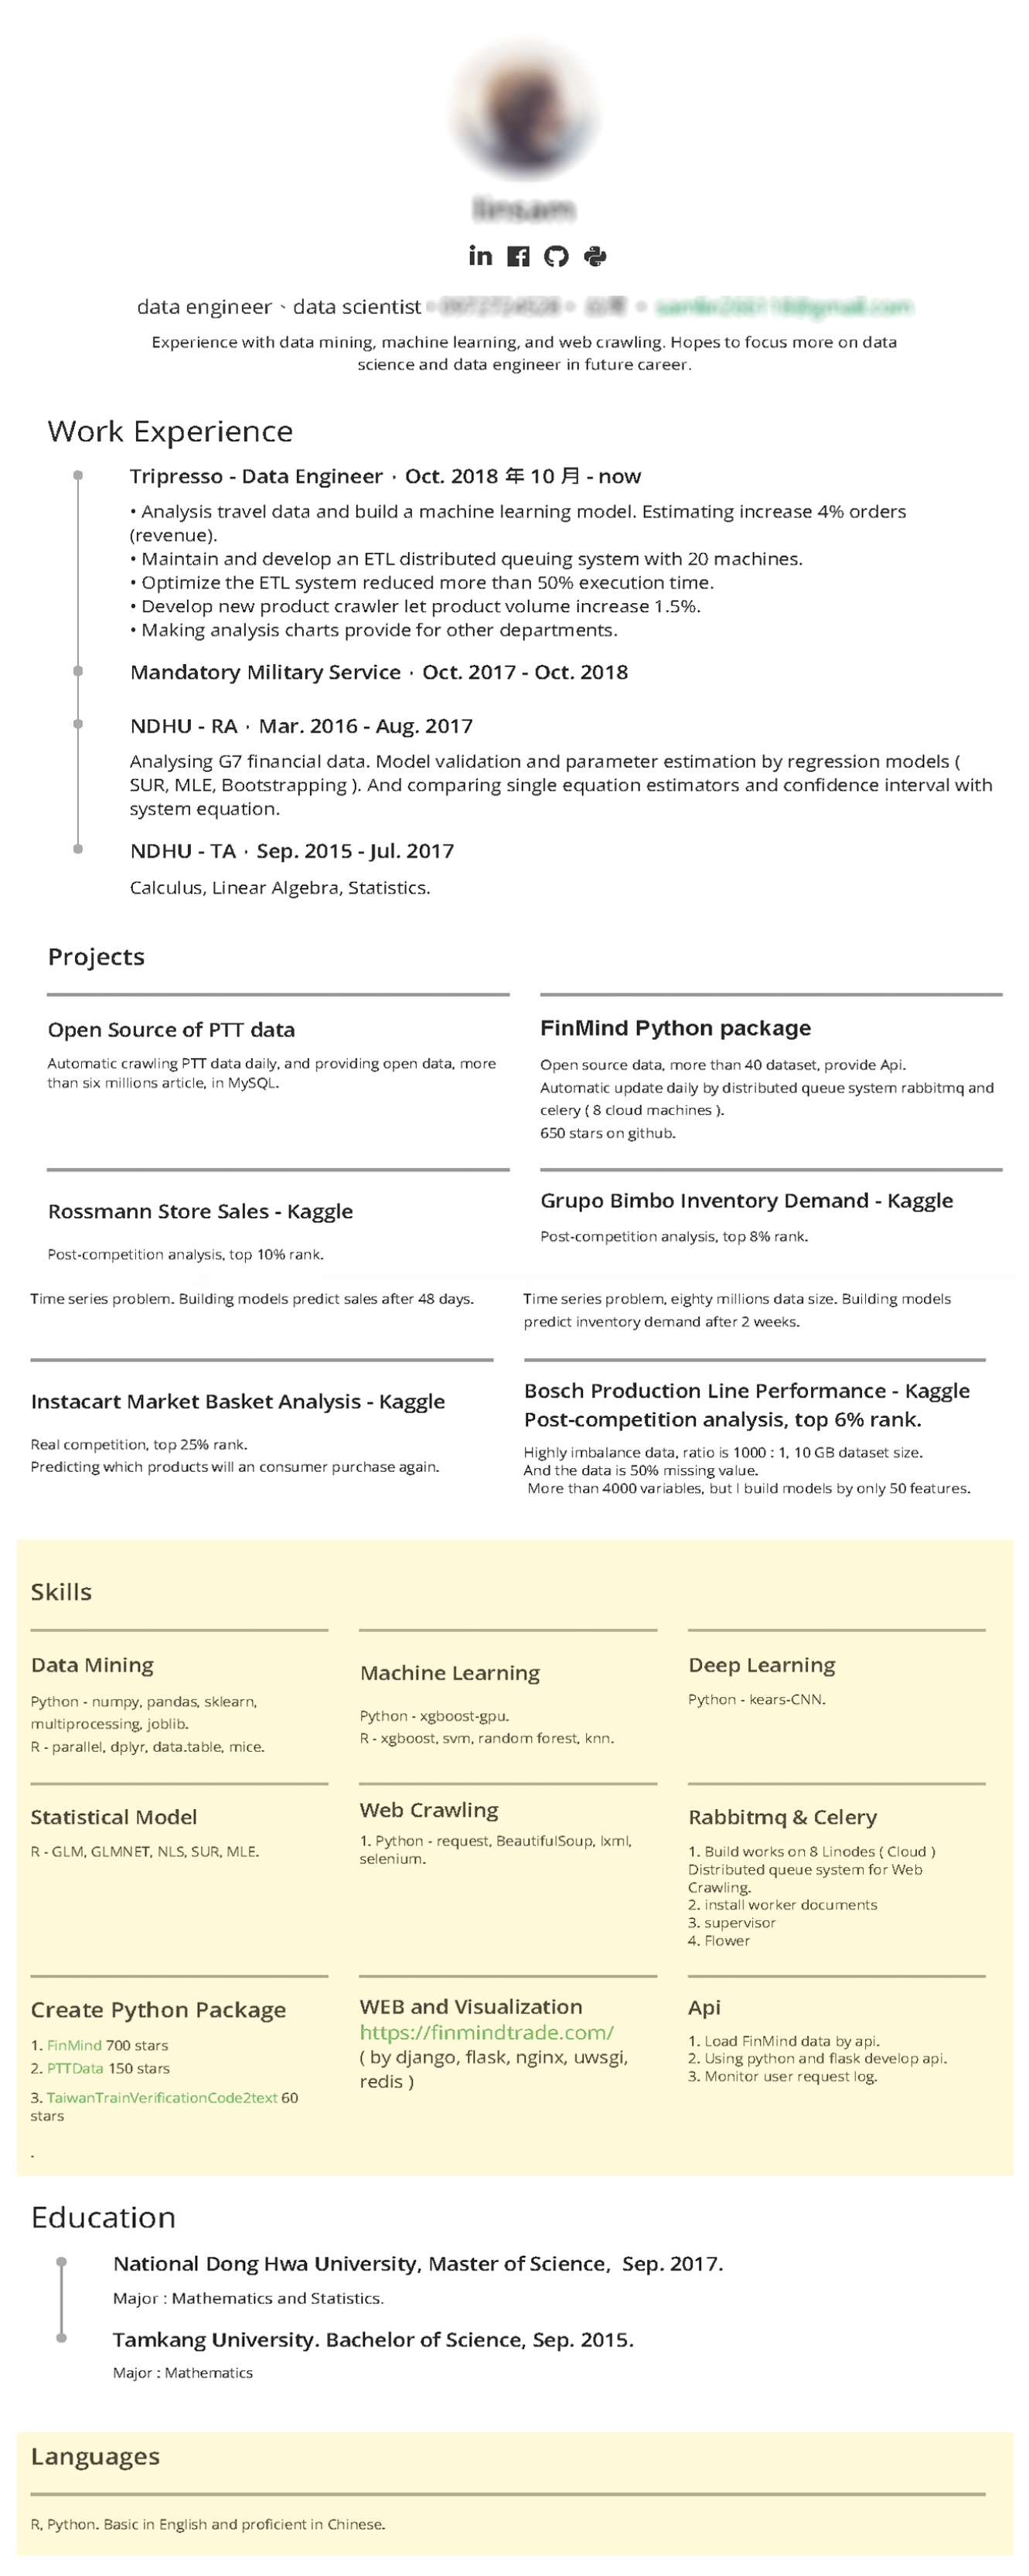 data engineer、data scientist
Experience with data mining, machine learning, and web crawling. Hopes to focus more on data
science and data engineer in future career.
Work Experience
Tripresso - Data Engineer · Oct. 2018 年 10 月 - now
• Analysis travel data and build a machine learning model. Estimating increase 4% orders
(revenue).
• Maintain and develop an ETL distributed queuing system with 20 machines.
• Optimize the ETL system reduced more than 50% execution time.
• Develop new product crawler let product volume increase 1.5%.
• Making analysis charts provide for other departments.
Mandatory Military Service · Oct. 2017 - Oct. 2018
NDHU - RA · Mar. 2016 - Aug. 2017
Analysing G7 financial data. Model validation and parameter estimation by regression models (
SUR, MLE, Bootstrapping ). And comparing single equation estimators and confidence interval with
system equation.
NDHU - TA · Sep. 2015 - Jul. 2017
Calculus, Linear Algebra, Statistics.
Projects
Open Source of PTT data
Automatic crawling PTT data daily, and providing open data, more
than six millions article, in MySQL.
FinMind Python package
Open source data, more than 40 dataset, provide Api.
Automatic update daily by distributed queue system rabbitmq and
celery ( 8 cloud machines ).
650 stars on github.
Rossmann Store Sales - Kaggle
Post-competition analysis, top 10% rank.
Time series problem. Building models predict sales after 48 days.
Grupo Bimbo Inventory Demand - Kaggle
Post-competition analysis, top 8% rank.
Time series problem, eighty millions data size. Building models
predict inventory demand after 2 weeks.
Instacart Market Basket Analysis - Kaggle
Real competition, top 25% rank.
Predicting which products will an consumer purchase again.
Bosch Production Line Performance - Kaggle
Post-competition analysis, top 6% rank.
Highly imbalance data, ratio is 1000 : 1, 10 GB dataset size.
And the data is 50% missing value.
More than 4000 variables, but I build models by only 50 features.
Skills
Data Mining
Python - numpy, pandas, sklearn,
multiprocessing, joblib.
R - parallel, dplyr, data.table, mice.
Machine Learning
Python - xgboost-gpu.
R - xgboost, svm, random forest, knn.
Deep Learning
Python - kears-CNN.
Statistical Model
R - GLM, GLMNET, NLS, SUR, MLE.
Web Crawling
1. Python - request, BeautifulSoup, lxml,
selenium.
Rabbitmq & Celery
1. Build works on 8 Linodes ( Cloud )
Distributed queue system for Web
Crawling.
2. install worker documents
3. supervisor
4. Flower
Create Python Package
1. FinMind 700 stars
2. PTTData 150 stars
3. TaiwanTrainVerificationCode2text 60
stars
.
WEB and Visualization
https://finmindtrade.com/
( by django, flask, nginx, uwsgi,
redis )
Api
1. Load FinMind data by api.
2. Using python and flask develop api.
3. Monitor user request log.
Education
National Dong Hwa University, Master of Science, Sep. 2017.
Major : Mathematics and Statistics.
Tamkang University. Bachelor of Science, Sep. 2015.
Major : Mathematics
Languages
R, Python. Basic in English and proficient in Chinese.